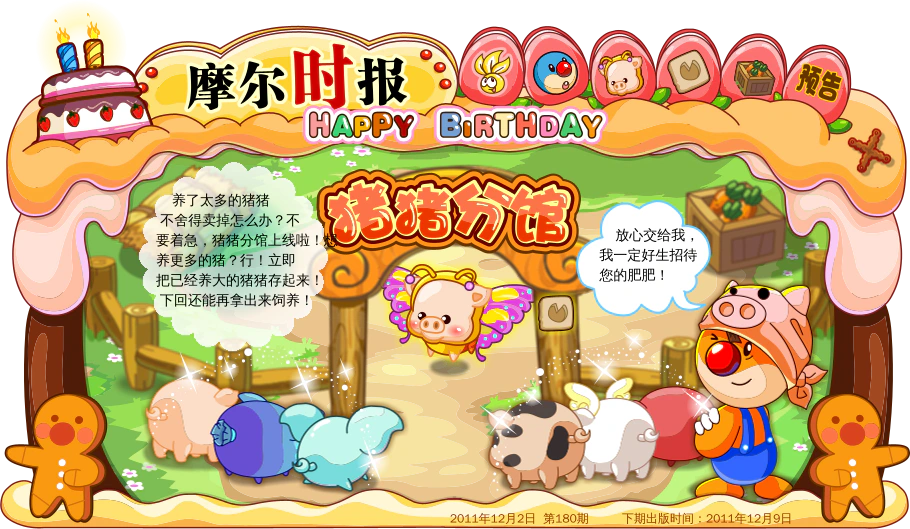 摩尔时报
HAPPY BIRTHDAY
预告
猪猪分馆
养了太多的猪猪
不舍得卖掉怎么办？不
要着急，猪猪分馆上线啦！想
养更多的猪？行！立即
把已经养大的猪猪存起来！
下回还能再拿出来饲养！
放心交给我，
我一定好生招待
您的肥肥！
2011年12月2日 第180期 下期出版时间：2011年12月9日